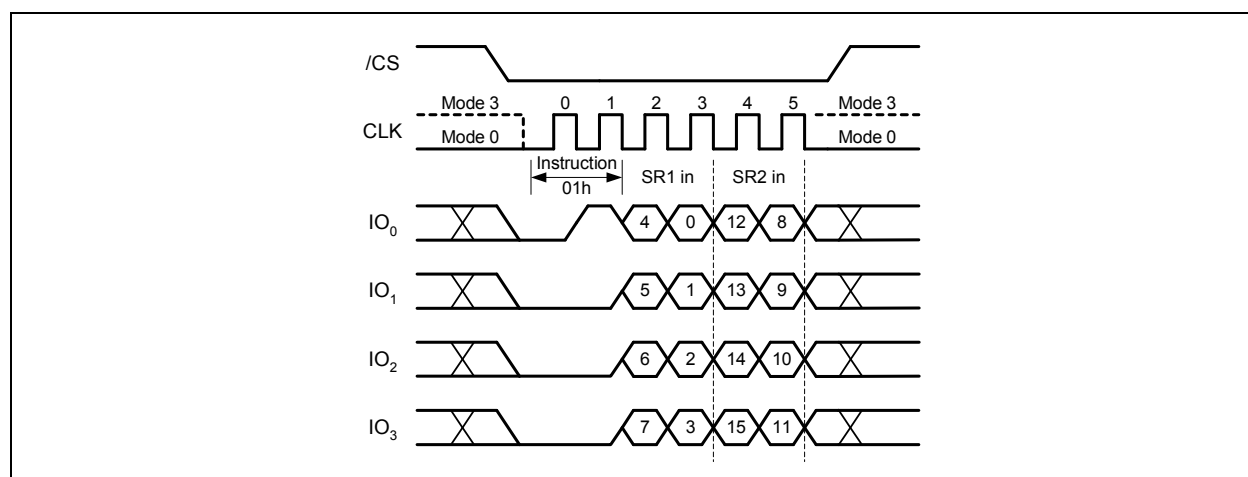 /CS
Mode 3 0 1 2 3 4 5 Mode 3
CLK Mode 0 Mode 0
Instruction
01h SR1 in SR2 in
IO0 4 0 12 8
IO1 5 1 13 9
IO2 6 2 14 10
IO3 7 3 15 11